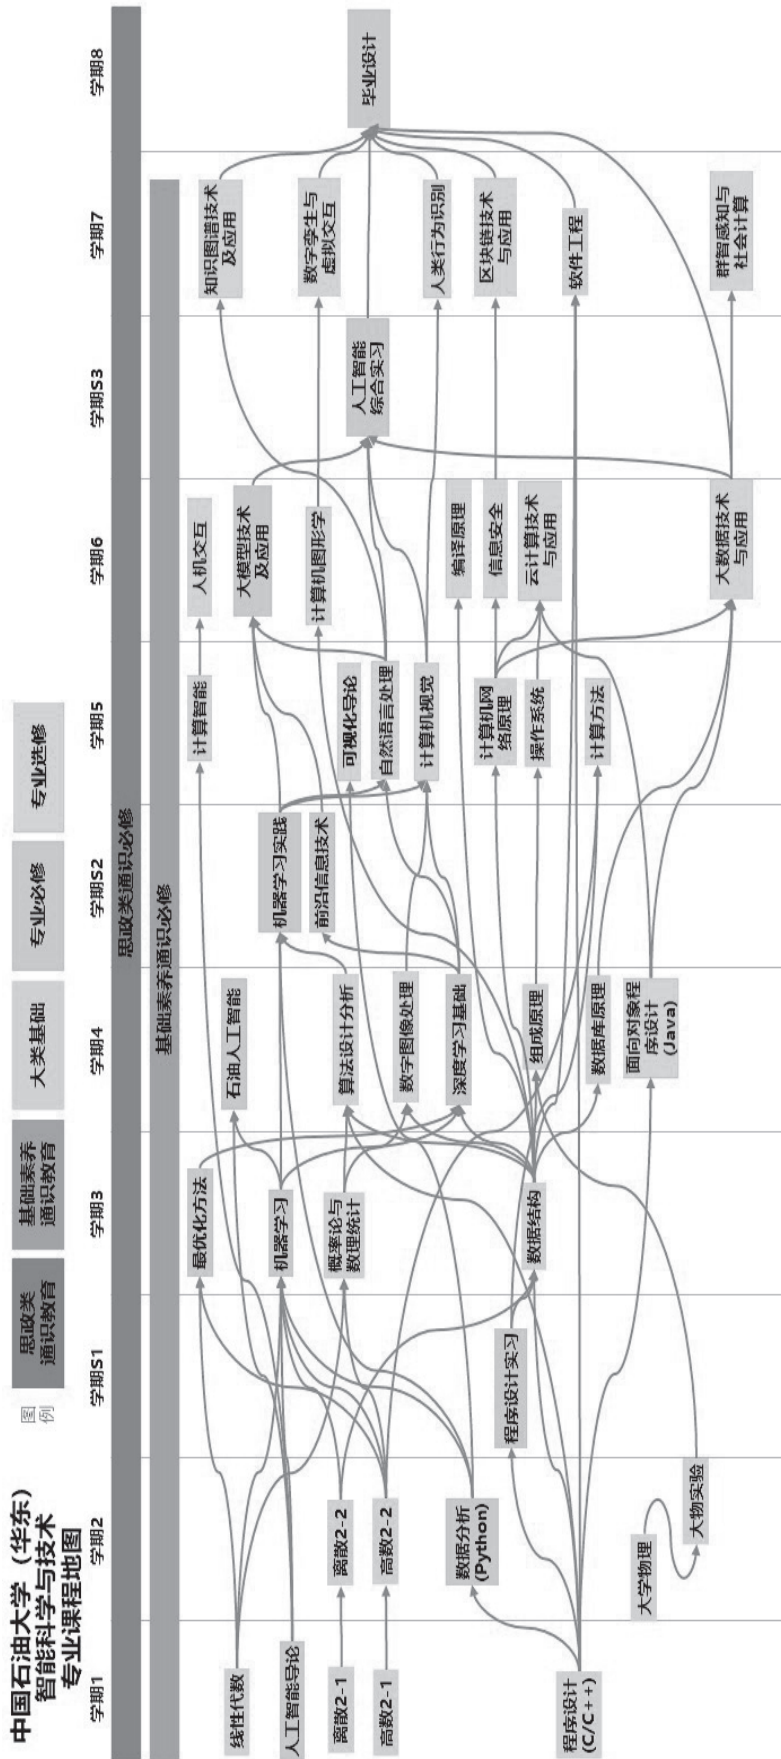 中国石油大学（华东）
智能科学与技术
专业课程地图
图
例
思政类
通识教育
基础素养
通识教育
大类基础
专业必修
专业选修
学期1
学期2
学期S1
学期3
学期4
学期S2
学期5
学期6
学期S3
学期7
学期8
思政类通识必修
基础素养通识必修
线性代数
人工智能导论
离散2-1
高数2-1
程序设计
(C/C++)
离散2-2
高数2-2
数据分析
(Python)
大学物理
大物实验
程序设计实习
最优化方法
机器学习
概率论与
数理统计
数据结构
石油人工智能
算法设计分析
数字图像处理
深度学习基础
组成原理
数据库原理
面向对象程
序设计
(Java)
机器学习实践
前沿信息技术
计算智能
可视化导论
自然语言处理
计算机视觉
计算机网
络原理
操作系统
计算方法
人机交互
大模型技术
及应用
计算机图形学
编译原理
信息安全
云计算技术
与应用
大数据技术
与应用
人工智能
综合实习
知识图谱技术
及应用
数字孪生与
虚拟交互
人类行为识别
区块链技术
与应用
软件工程
群智感知与
社会计算
毕业设计